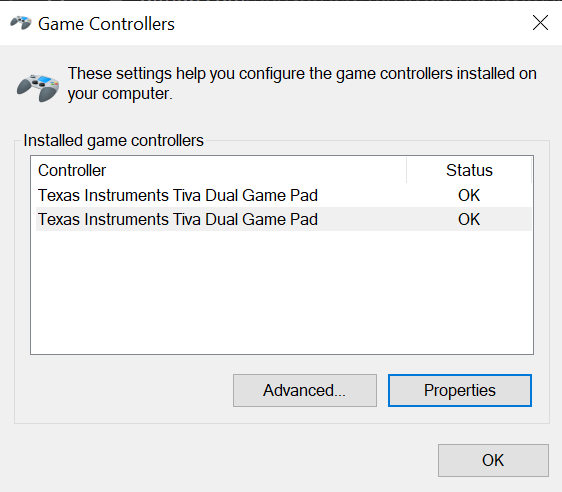 Game Controllers
These settings help you configure the game controllers installed on
your computer.
Installed game controllers
Controller Status
Texas Instruments Tiva Dual Game Pad OK
Texas Instruments Tiva Dual Game Pad OK
Advanced... Properties
OK